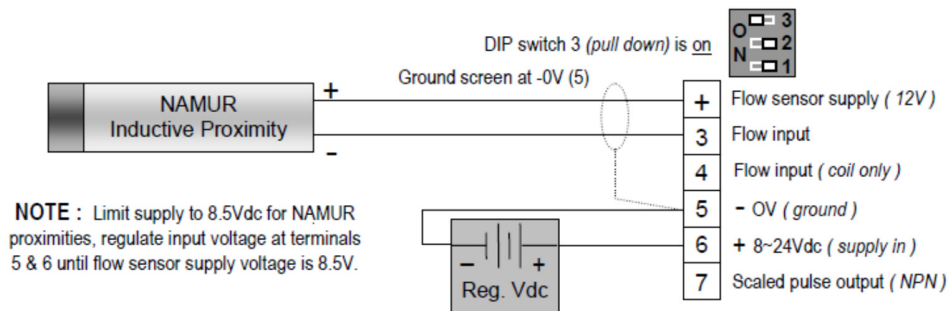 DIP switch 3 (pull down) is on
O
N
3
2
1
Ground screen at -0V (5)
NAMUR
Inductive Proximity
+
-
+ Flow sensor supply ( 12V )
3 Flow input
4 Flow input ( coil only )
5 - OV ( ground )
6 + 8~24Vdc ( supply in )
7 Scaled pulse output ( NPN )
NOTE : Limit supply to 8.5Vdc for NAMUR
proximities, regulate input voltage at terminals
5 & 6 until flow sensor supply voltage is 8.5V.
- +
Reg. Vdc